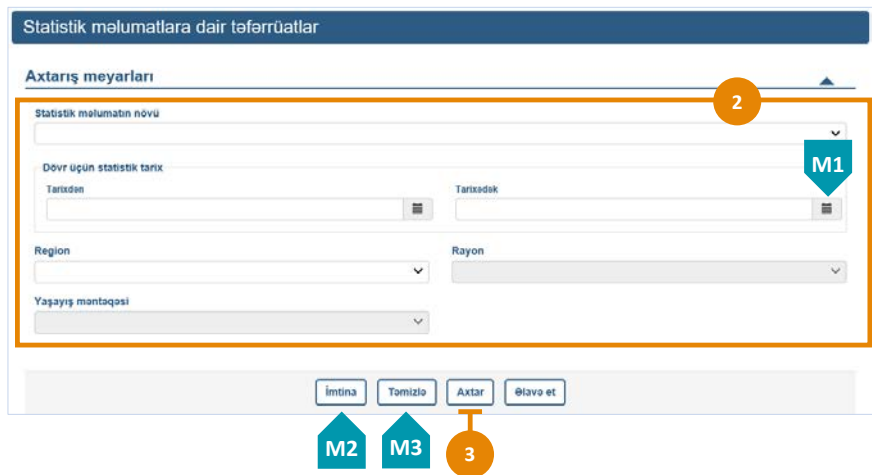 Statistik məlumatlara dair təfərrüatlar
Axtarış meyarları
2
Statistik məlumatın növü
M1
Dövr üçün statistik tarix
Tarixdən
Tarixədək
Region
Rayon
Yaşayış məntəqəsi
İmtina Təmizlə Axtar Əlavə et
M2 M3 3